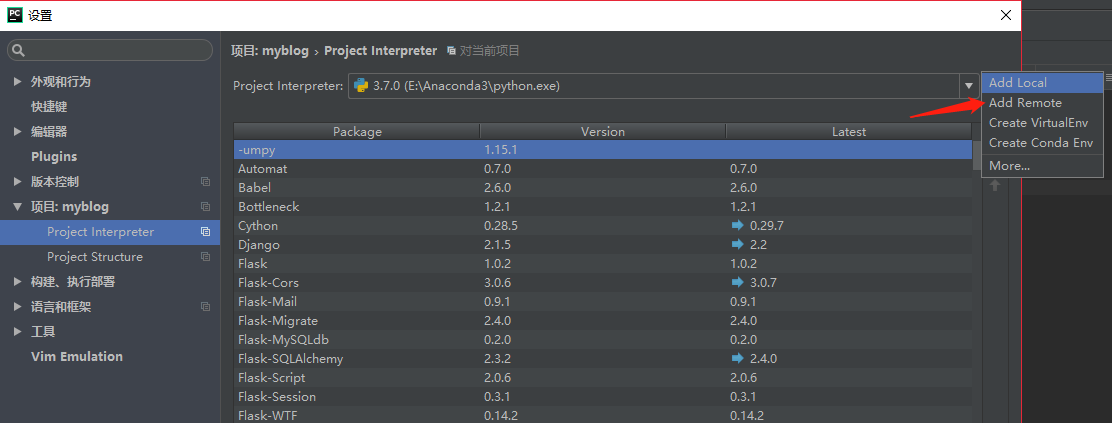 PC 设置
项目: myblog › Project Interpreter 对当前项目
Project Interpreter: 3.7.0 (E:\Anaconda3\python.exe)
外观和行为
快捷键
编辑器
Plugins
版本控制
项目: myblog
Project Interpreter
Project Structure
构建、执行部署
语言和框架
工具
Vim Emulation
Package Version Latest
-umpy 1.15.1
Automat 0.7.0 0.7.0
Babel 2.6.0 2.6.0
Bottleneck 1.2.1 1.2.1
Cython 0.28.5 0.29.7
Django 2.1.5 2.2
Flask 1.0.2 1.0.2
Flask-Cors 3.0.6 3.0.7
Flask-Mail 0.9.1 0.9.1
Flask-Migrate 2.4.0 2.4.0
Flask-MySQLdb 0.2.0 0.2.0
Flask-SQLAlchemy 2.3.2 2.4.0
Flask-Script 2.0.6 2.0.6
Flask-Session 0.3.1 0.3.1
Flask-WTF 0.14.2 0.14.2
Add Local
Add Remote
Create VirtualEnv
Create Conda Env
More...